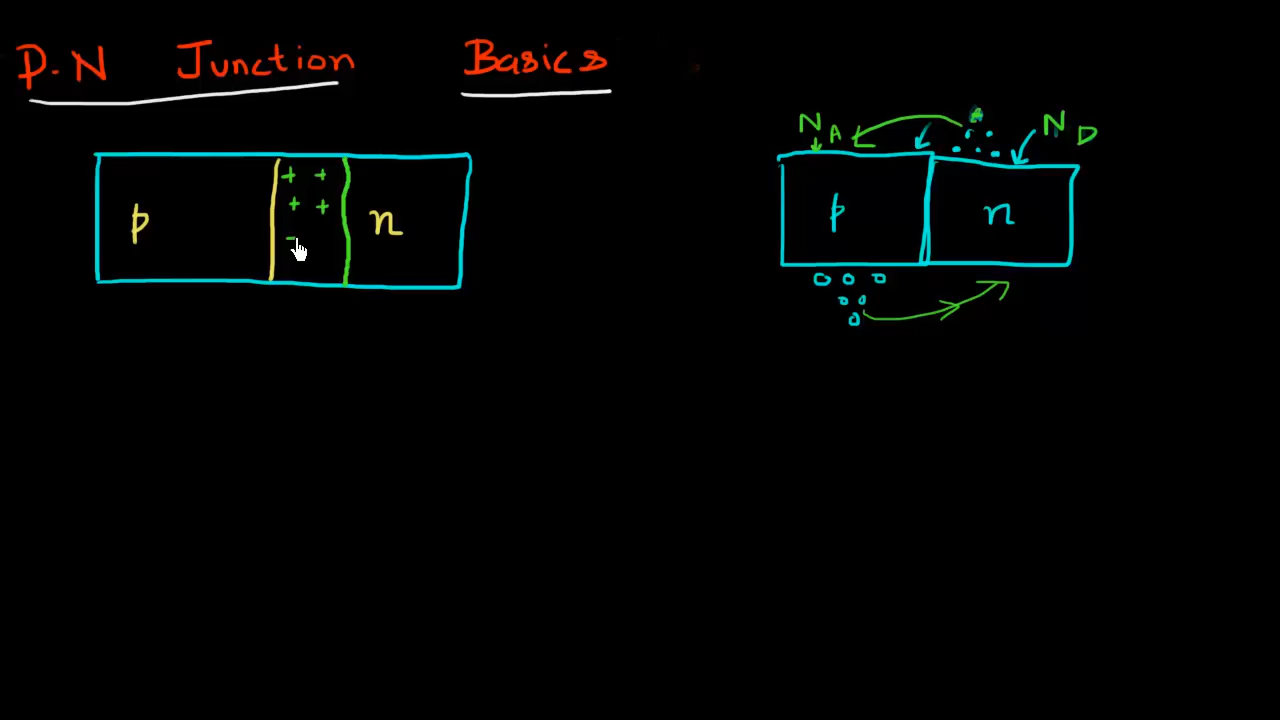 P-N Junction Basics
NA ND
p n p n
+ +
+ +
-